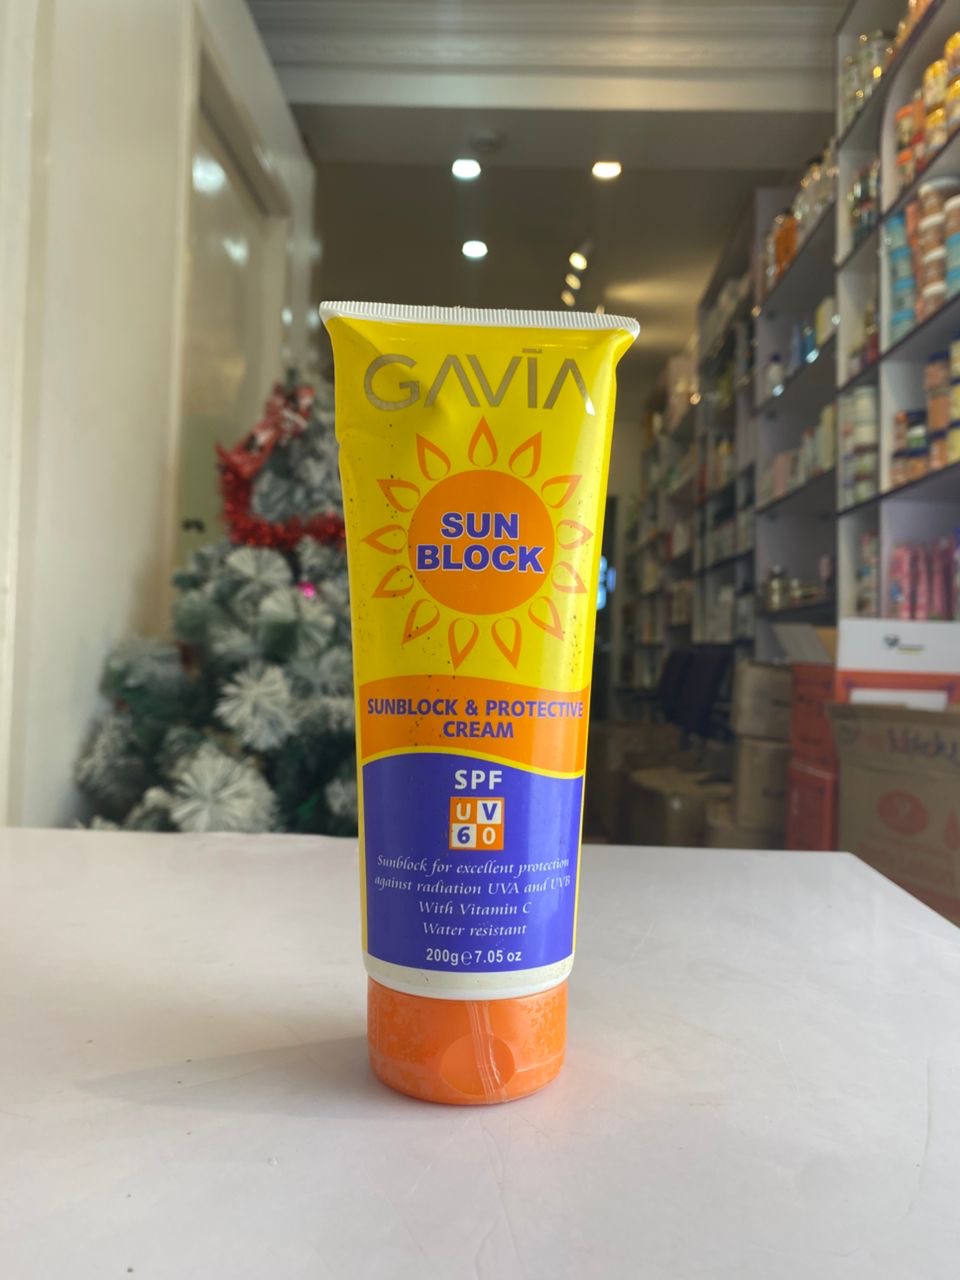 GAVĪA
SUN
BLOCK
SUNBLOCK & PROTECTIVE
CREAM
SPF
UV
60
Sunblock for excellent protection
against radiation UVA and UVB
With Vitamin C
Water resistant
200g℮7.05 oz